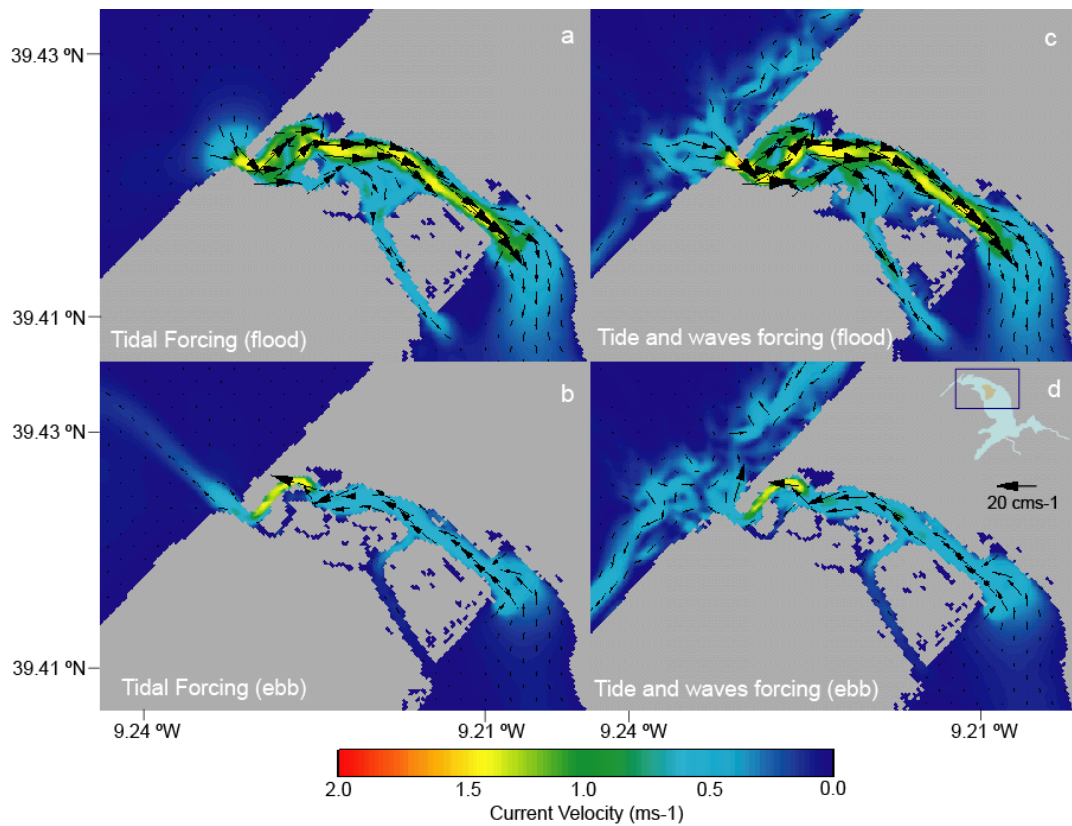 39.43 ºN
a
c
39.41 ºN
Tidal Forcing (flood)
Tide and waves forcing (flood)
b
d
39.43 ºN
20 cms-1
39.41 ºN
Tidal Forcing (ebb)
Tide and waves forcing (ebb)
9.24 ºW
9.21 ºW
9.24 ºW
9.21 ºW
2.0
1.5
1.0
0.5
0.0
Current Velocity (ms-1)